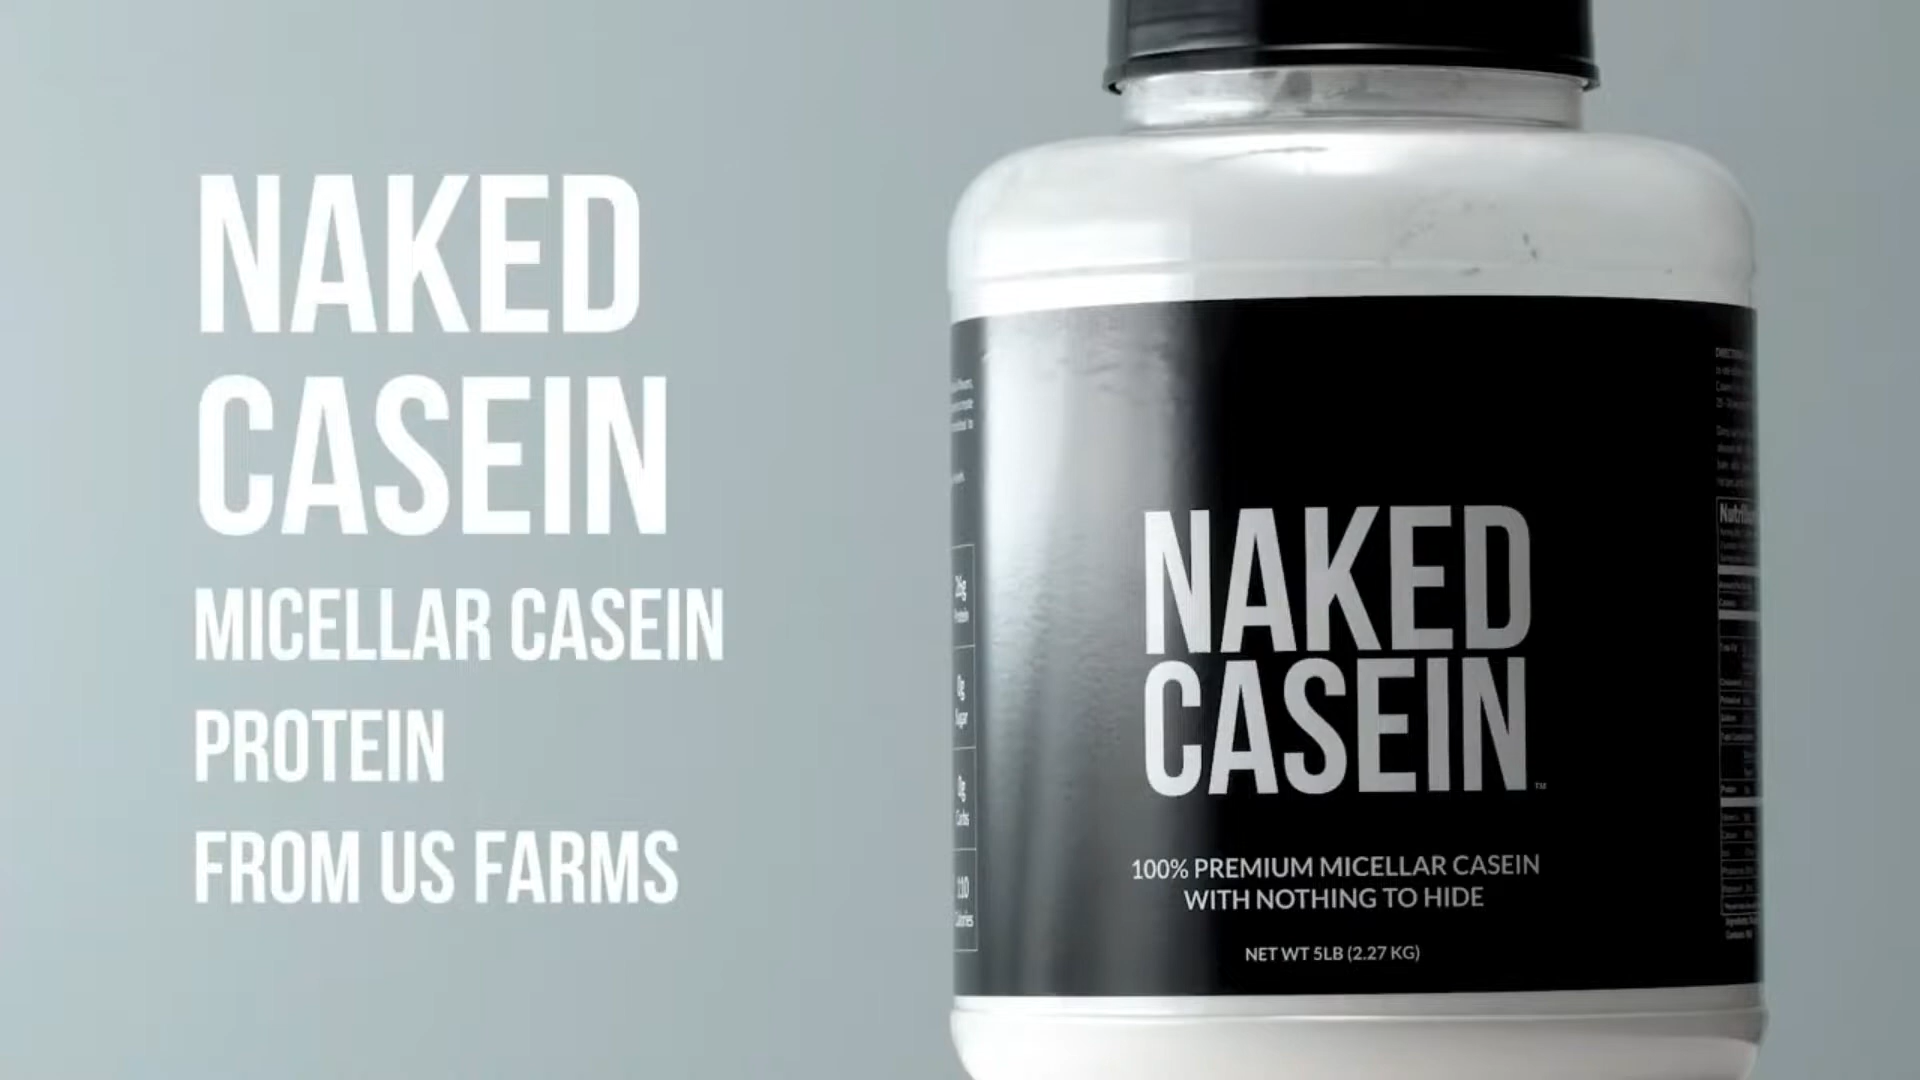 NAKED
CASEIN
MICELLAR CASEIN
PROTEIN
FROM US FARMS
NAKED
CASEIN
TM
100% PREMIUM MICELLAR CASEIN
WITH NOTHING TO HIDE
NET WT 5LB (2.27 KG)